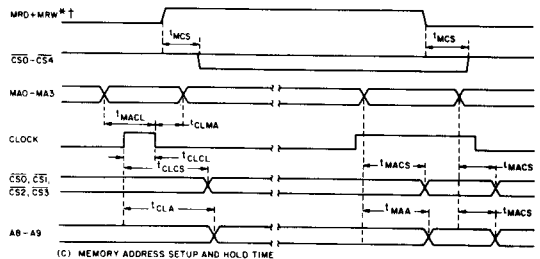 MRD + MRW * †
tMCS
tMCS
CS0-CS4
MA0-MA3
tMACL
tCLMA
CLOCK
tCLCL
tCLCS
tMACS
tMACS
CS0, CS1,
CS2, CS3
tCLA
tMAA
tMACS
A8-A9
(C) MEMORY ADDRESS SETUP AND HOLD TIME